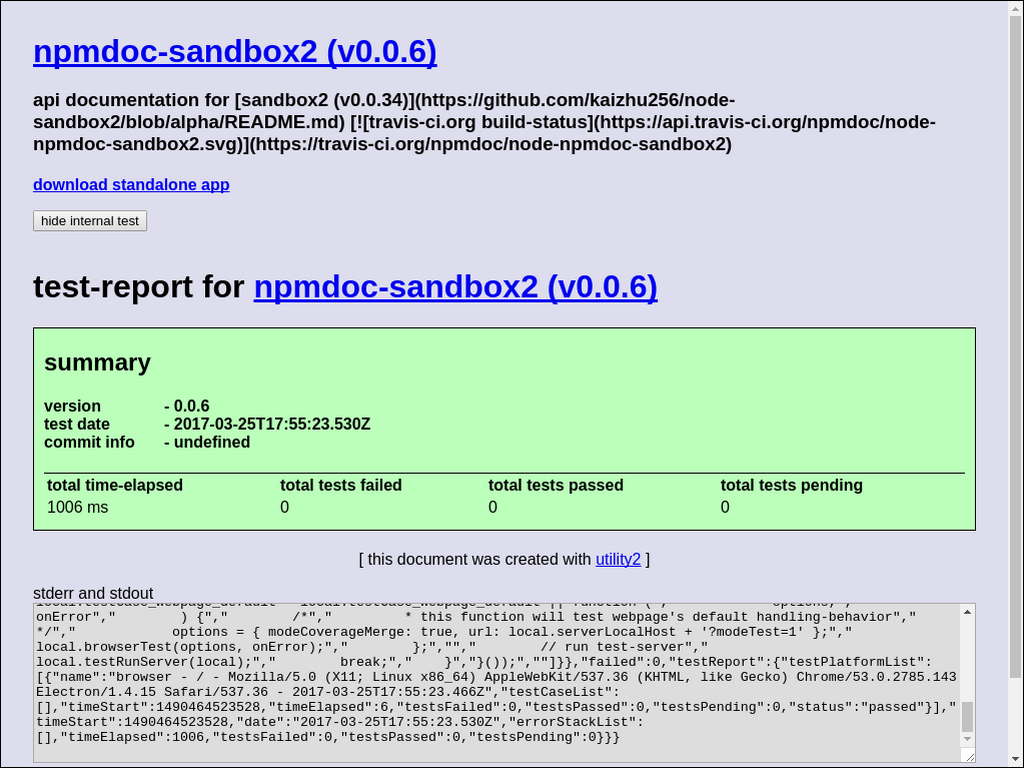 npmdoc-sandbox2 (v0.0.6)
api documentation for [sandbox2 (v0.0.34)](https://github.com/kaizhu256/node-
sandbox2/blob/alpha/README.md) [![travis-ci.org build-status](https://api.travis-ci.org/npmdoc/node-
npmdoc-sandbox2.svg)](https://travis-ci.org/npmdoc/node-npmdoc-sandbox2)
download standalone app
hide internal test
test-report for npmdoc-sandbox2 (v0.0.6)
summary
version - 0.0.6
test date - 2017-03-25T17:55:23.530Z
commit info - undefined
total time-elapsed total tests failed total tests passed total tests pending
1006 ms 0 0 0
[ this document was created with utility2 ]
stderr and stdout
onError","        ) {","        /*","         * this function will test webpage's default handling-behavior","
*/","            options = { modeCoverageMerge: true, url: local.serverLocalHost + '?modeTest=1' };","
local.browserTest(options, onError);","        };","","        // run test-server","
local.testRunServer(local);","        break;","    }","}());",""]}},"failed":0,"testReport":{"testPlatformList":
[{"name":"browser - / - Mozilla/5.0 (X11; Linux x86_64) AppleWebKit/537.36 (KHTML, like Gecko) Chrome/53.0.2785.143
Electron/1.4.15 Safari/537.36 - 2017-03-25T17:55:23.466Z","testCaseList":
[],"timeStart":1490464523528,"timeElapsed":6,"testsFailed":0,"testsPassed":0,"testsPending":0,"status":"passed"}],"
timeStart":1490464523528,"date":"2017-03-25T17:55:23.530Z","errorStackList":
[],"timeElapsed":1006,"testsFailed":0,"testsPassed":0,"testsPending":0}}}